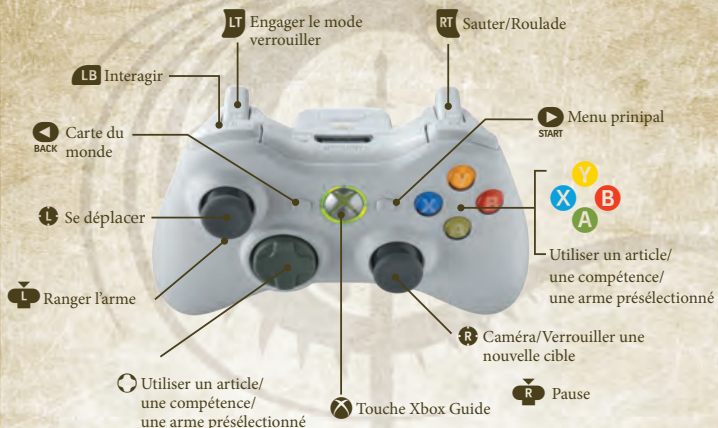 LT Engager le mode
verrouiller
RT Sauter/Roulade
LB Interagir
BACK Carte du
monde
START Menu prinipal
L Se déplacer
Y
X B
A
Utiliser un article/
une compétence/
une arme présélectionné
L Ranger l'arme
R Caméra/Verrouiller une
nouvelle cible
R Pause
Utiliser un article/
une compétence/
une arme présélectionné
Touche Xbox Guide